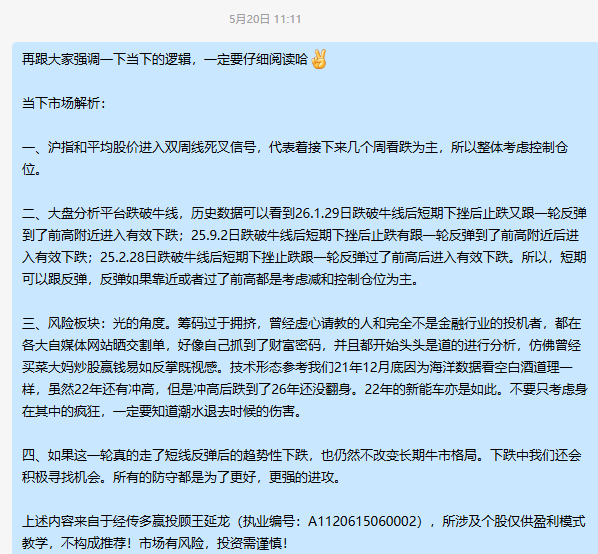 5月20日 11:11
再跟大家强调一下当下的逻辑，一定要仔细阅读哈✌
当下市场解析：
一、沪指和平均股价进入双周线死叉信号，代表着接下来几个周看跌为主，所以整体考虑控制仓
位。
二、大盘分析平台跌破牛线，历史数据可以看到26.1.29日跌破牛线后短期下挫后止跌又跟一轮反弹
到了前高附近进入有效下跌；25.9.2日跌破牛线后短期下挫后止跌有跟一轮反弹到了前高附近后进
入有效下跌；25.2.28日跌破牛线后短期下挫止跌跟一轮反弹过了前高后进入有效下跌。所以，短期
可以跟反弹，反弹如果靠近或者过了前高都是考虑减和控制仓位为主。
三、风险板块：光的角度。筹码过于拥挤，曾经虚心请教的人和完全不是金融行业的投机者，都在
各大自媒体网站晒交割单，好像自己抓到了财富密码，并且都开始头头是道的进行分析，仿佛曾经
买菜大妈炒股赢钱易如反掌既视感。技术形态参考我们21年12月底因为海洋数据看空白酒道理一
样，虽然22年还有冲高，但是冲高后跌到了26年还没翻身。22年的新能车亦是如此。不要只考虑身
在其中的疯狂，一定要知道潮水退去时候的伤害。
四、如果这一轮真的走了短线反弹后的趋势性下跌，也仍然不改变长期牛市格局。下跌中我们还会
积极寻找机会。所有的防守都是为了更好，更强的进攻。
上述内容来自于经传多赢投顾王延龙（执业编号：A1120615060002），所涉及个股仅供盈利模式
教学，不构成推荐！市场有风险，投资需谨慎！